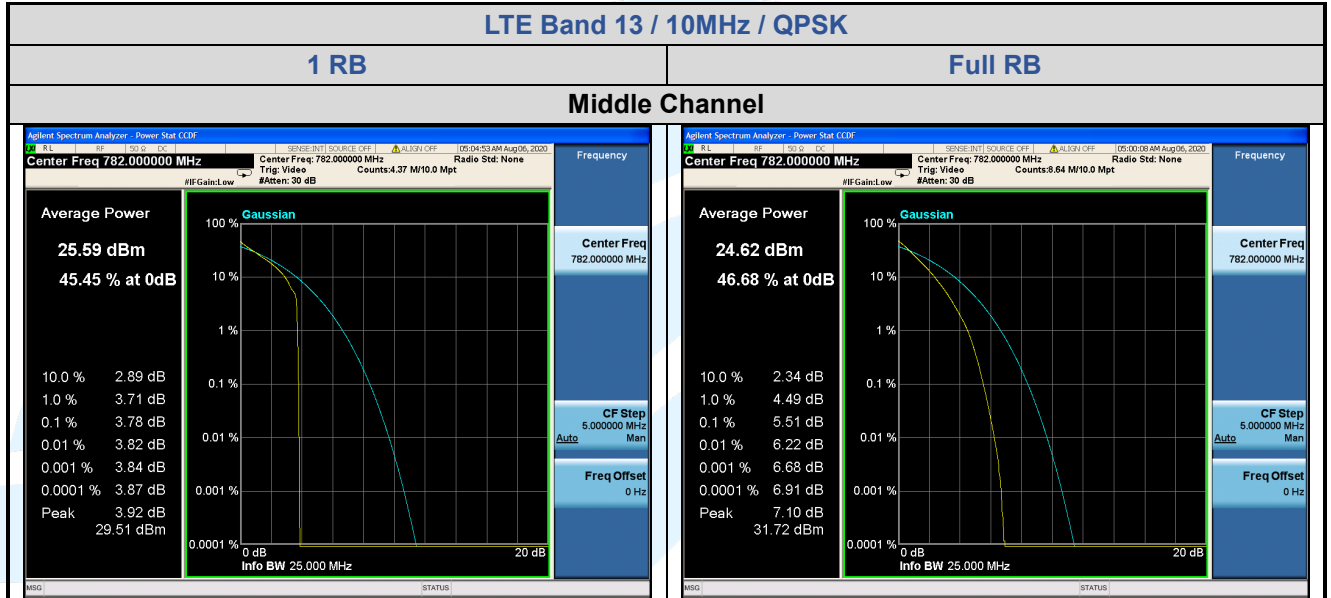 LTE Band 13 / 10MHz / QPSK
1 RB Full RB
Middle Channel
Agilent Spectrum Analyzer - Power Stat CCDF
LXI RL RF 50 Ω DC SENSE:INT SOURCE OFF ALIGN OFF 05:04:53 AM Aug 06, 2020
Center Freq 782.000000 MHz
Center Freq: 782.000000 MHz Radio Std: None
Trig: Video Counts:4.37 M/10.0 Mpt
#IFGain:Low #Atten: 30 dB
Frequency
Average Power
25.59 dBm
45.45 % at 0dB
10.0 % 2.89 dB
1.0 % 3.71 dB
0.1 % 3.78 dB
0.01 % 3.82 dB
0.001 % 3.84 dB
0.0001 % 3.87 dB
Peak 3.92 dB
29.51 dBm
Gaussian
100 %
10 %
1 %
0.1 %
0.01 %
0.001 %
0.0001 %
0 dB 20 dB
Info BW 25.000 MHz
Center Freq
782.000000 MHz
CF Step
5.000000 MHz
Auto Man
Freq Offset
0 Hz
MSG STATUS
Agilent Spectrum Analyzer - Power Stat CCDF
LXI RL RF 50 Ω DC SENSE:INT SOURCE OFF ALIGN OFF 05:00:08 AM Aug 06, 2020
Center Freq 782.000000 MHz
Center Freq: 782.000000 MHz Radio Std: None
Trig: Video Counts:8.64 M/10.0 Mpt
#IFGain:Low #Atten: 30 dB
Frequency
Average Power
24.62 dBm
46.68 % at 0dB
10.0 % 2.34 dB
1.0 % 4.49 dB
0.1 % 5.51 dB
0.01 % 6.22 dB
0.001 % 6.68 dB
0.0001 % 6.91 dB
Peak 7.10 dB
31.72 dBm
Gaussian
100 %
10 %
1 %
0.1 %
0.01 %
0.001 %
0.0001 %
0 dB 20 dB
Info BW 25.000 MHz
Center Freq
782.000000 MHz
CF Step
5.000000 MHz
Auto Man
Freq Offset
0 Hz
MSG STATUS